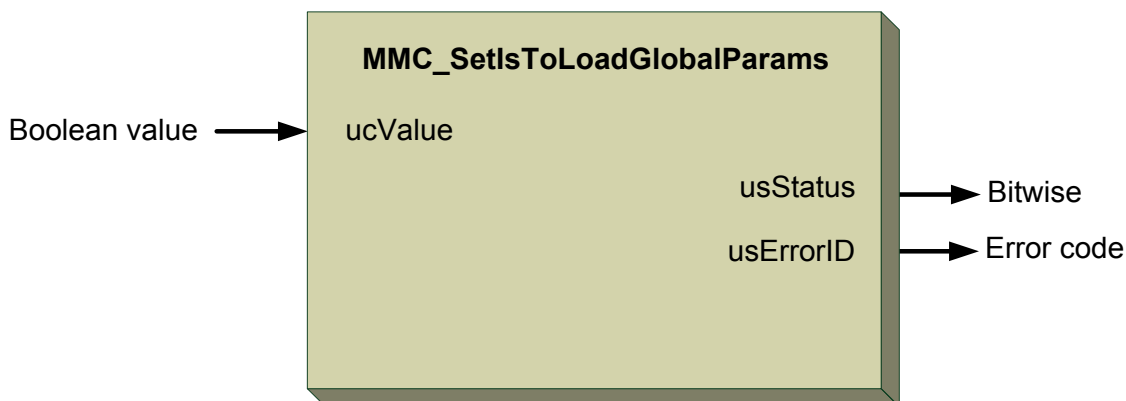 MMC_SetIsToLoadGlobalParams
Boolean value
ucValue
usStatus
Bitwise
usErrorID
Error code